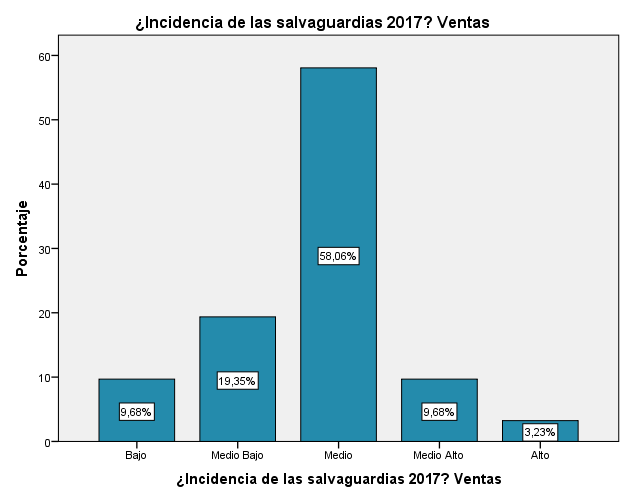 ¿Incidencia de las salvaguardias 2017? Ventas
60
50
40
30
20
10
0
Porcentaje
9,68%
19,35%
58,06%
9,68%
3,23%
Bajo
Medio Bajo
Medio
Medio Alto
Alto
¿Incidencia de las salvaguardias 2017? Ventas